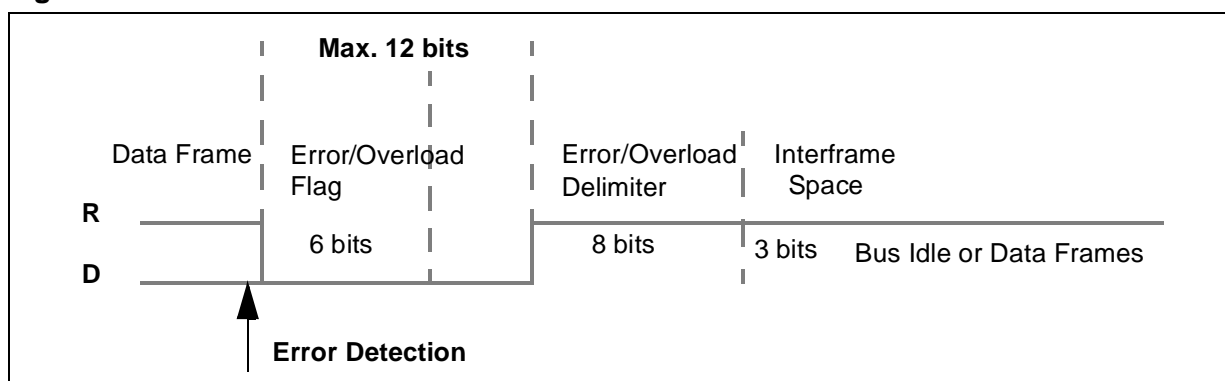 Max. 12 bits
Data Frame
Error/Overload
Flag
Error/Overload
Delimiter
Interframe
Space
R
6 bits
8 bits
3 bits
Bus Idle or Data Frames
D
Error Detection